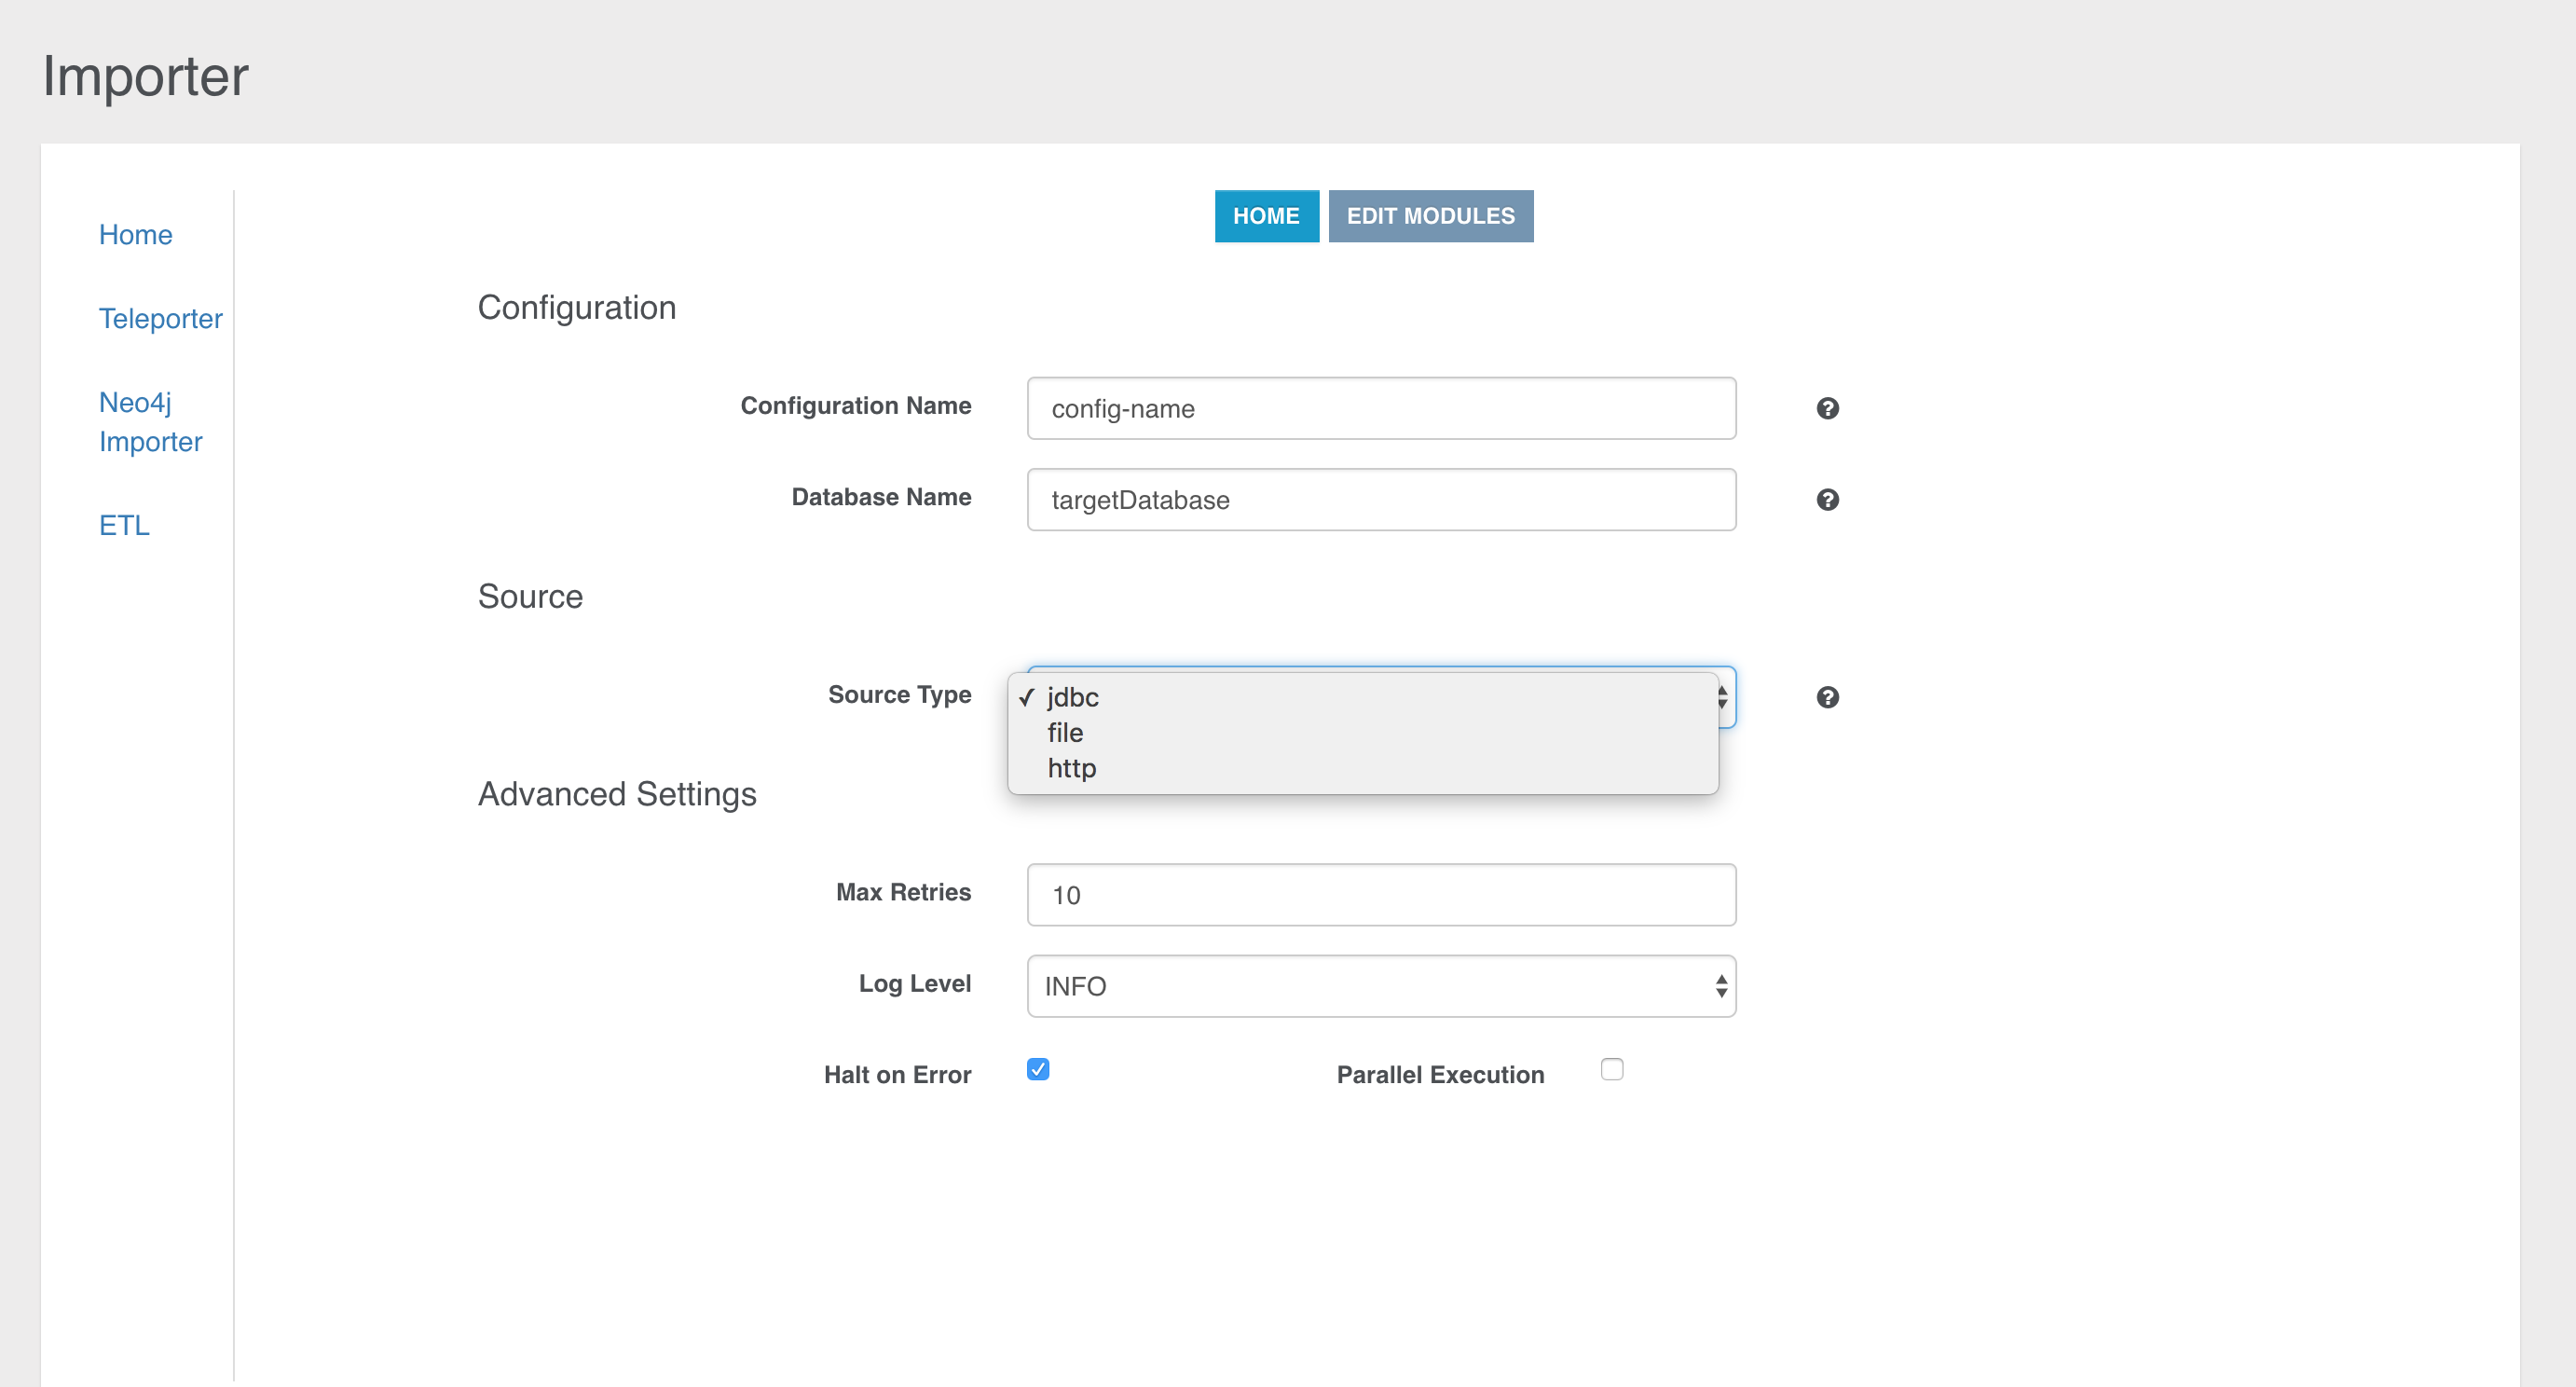 Importer
Home
Teleporter
Neo4j
Importer
ETL
HOME EDIT MODULES
Configuration
Configuration Name config-name
Database Name targetDatabase
Source
Source Type
✓ jdbc
file
http
Advanced Settings
Max Retries 10
Log Level INFO
Halt on Error Parallel Execution